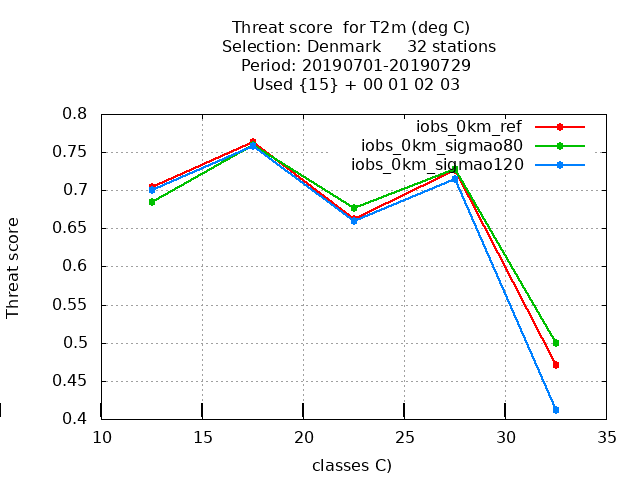 Threat score  for T2m (deg C)
Selection: Denmark     32 stations
Period: 20190701-20190729
Used {15} + 00 01 02 03
iobs_0km_ref
iobs_0km_sigmao80
iobs_0km_sigmao120
0.8
0.75
0.7
0.65
0.6
0.55
0.5
0.45
0.4
Threat score
10 15 20 25 30 35
classes C)